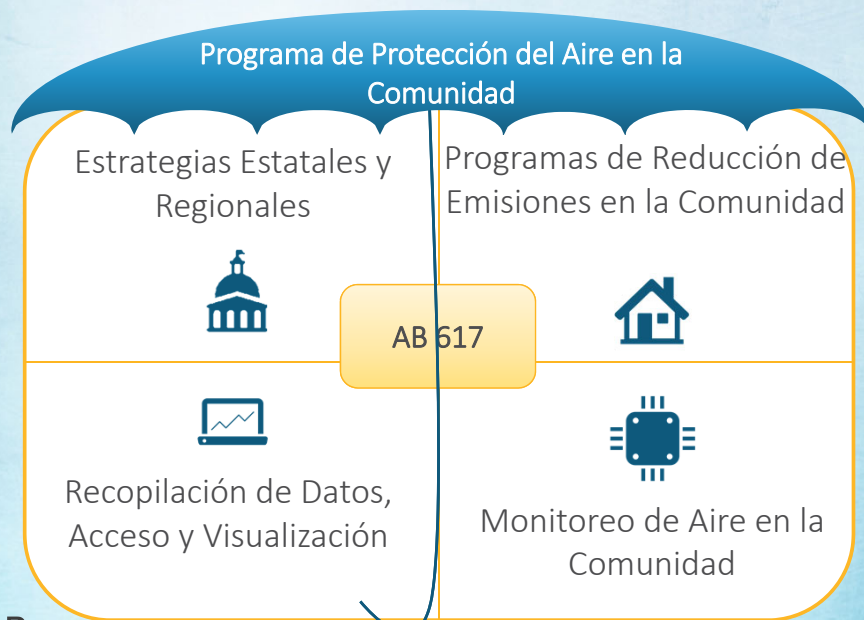 Programa de Protección del Aire en la
Comunidad
Estrategias Estatales y
Regionales
Programas de Reducción de
Emisiones en la Comunidad
AB 617
Recopilación de Datos,
Acceso y Visualización
Monitoreo de Aire en la
Comunidad